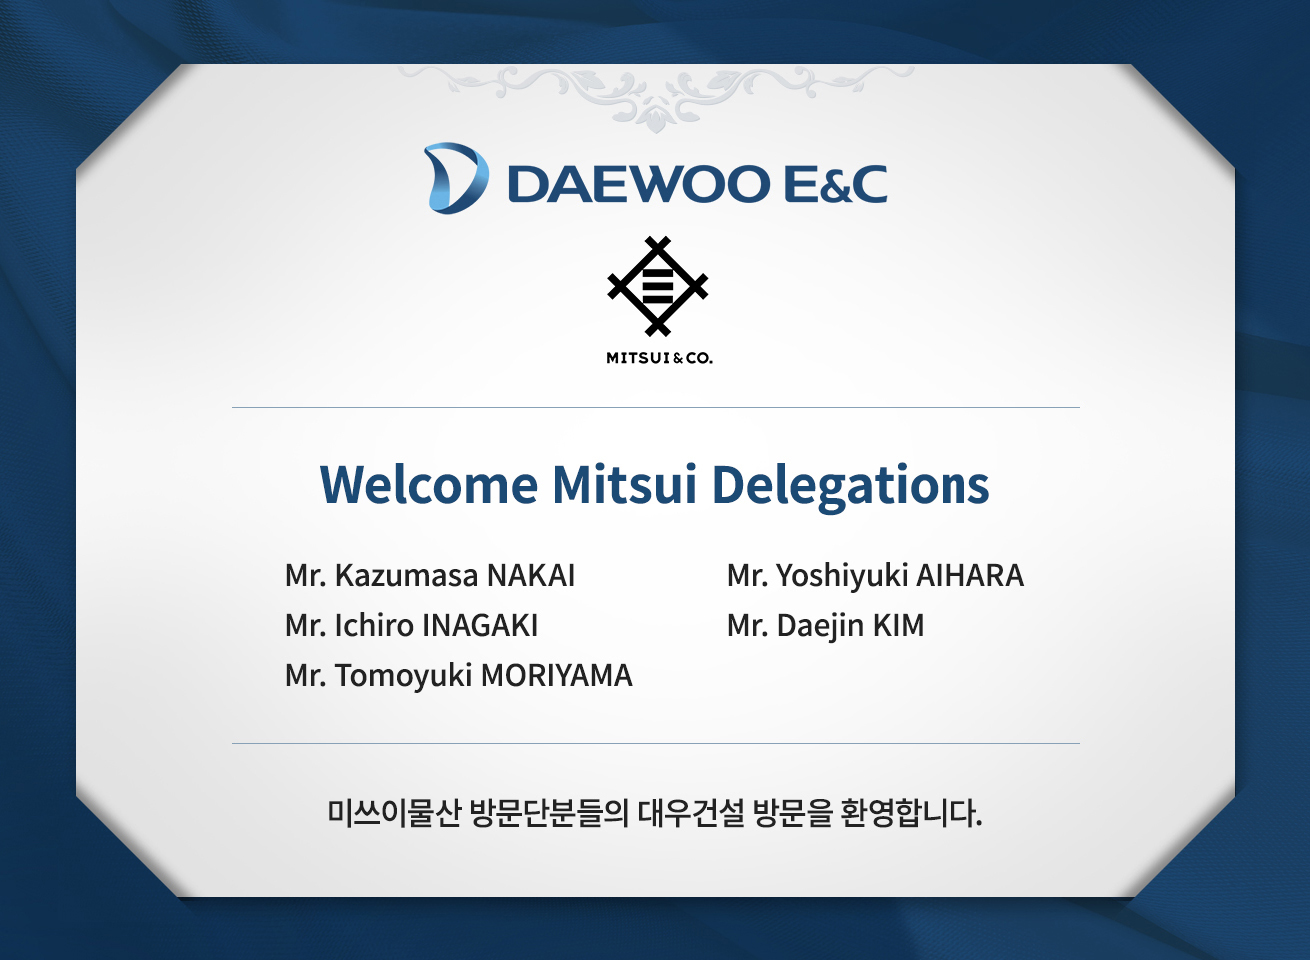 DAEWOO E&C
MITSUI & CO.
Welcome Mitsui Delegations
Mr. Kazumasa NAKAI
Mr. Ichiro INAGAKI
Mr. Tomoyuki MORIYAMA
Mr. Yoshiyuki AIHARA
Mr. Daejin KIM
미쓰이물산 방문단분들의 대우건설 방문을 환영합니다.